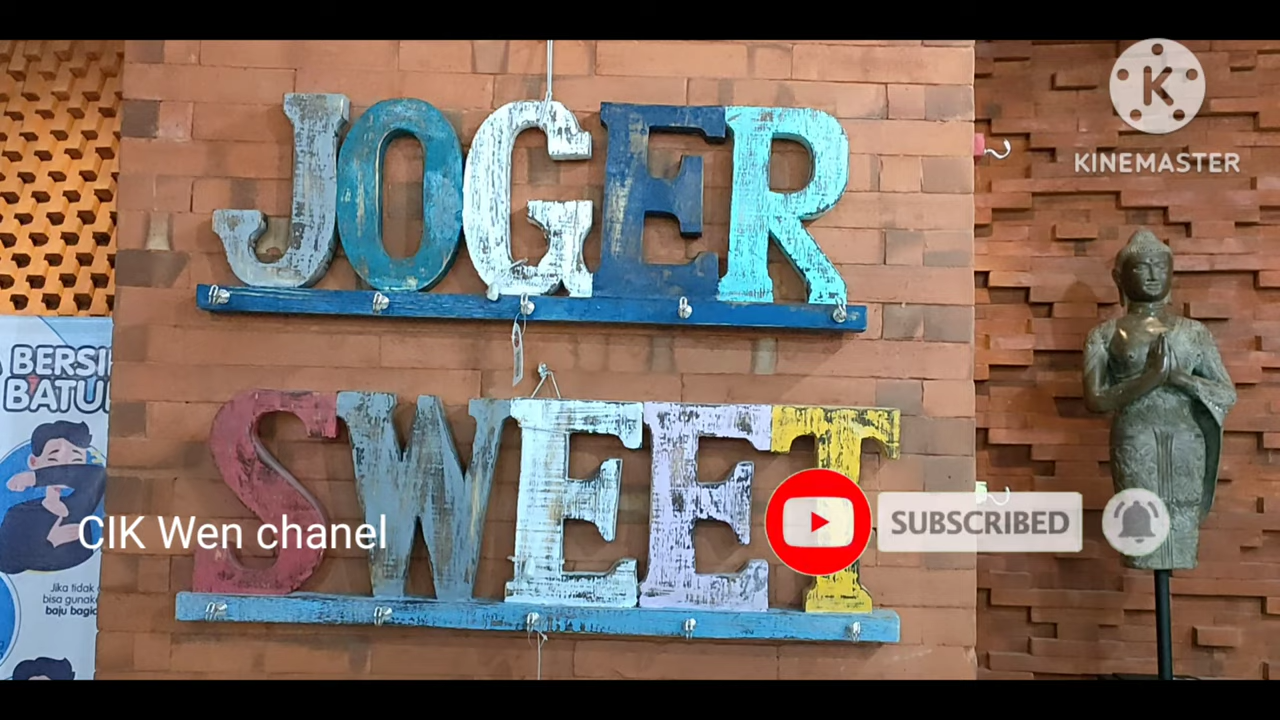 K
KINEMASTER
JOGER
BERSI
BATU
SWEET
CIK Wen chanel
SUBSCRIBED
Jika tidak
bisa gunak
baju bagi